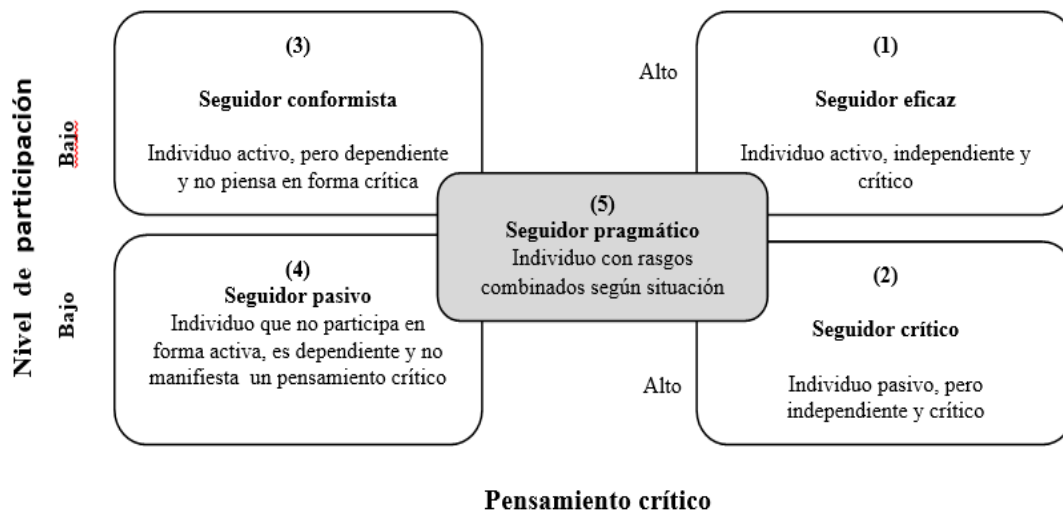 Nivel de participación
Bajo
Bajo
(3)
Seguidor conformista
Individuo activo, pero dependiente
y no piensa en forma crítica
Alto
(1)
Seguidor eficaz
Individuo activo, independiente y
crítico
(5)
Seguidor pragmático
Individuo con rasgos
combinados según situación
(4)
Seguidor pasivo
Individuo que no participa en
forma activa, es dependiente y no
manifiesta un pensamiento crítico
Alto
(2)
Seguidor crítico
Individuo pasivo, pero
independiente y crítico
Pensamiento crítico